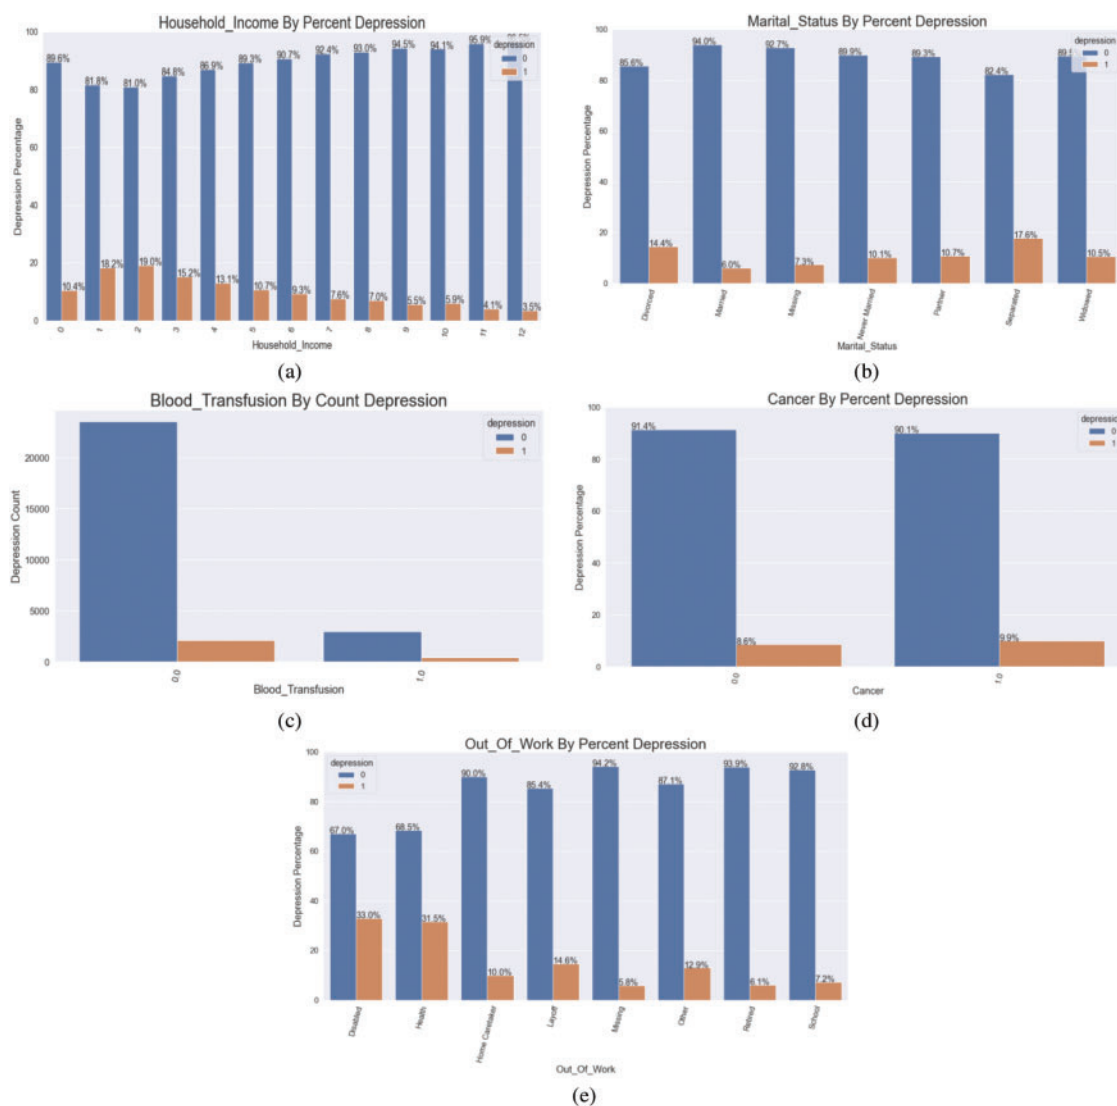 Household_Income By Percent Depression
depression
0
1
Depression Percentage
100
80
60
40
20
0
89.6%
81.8%
81.0%
84.8%
86.9%
89.3%
90.7%
92.4%
93.0%
94.5%
94.1%
95.9%
10.4%
18.2%
19.0%
15.2%
13.1%
10.7%
9.3%
7.6%
7.0%
5.5%
5.9%
4.1%
3.5%
0
1
2
3
4
5
6
7
8
9
10
11
12
Household_Income
(a)
Marital_Status By Percent Depression
depression
0
1
Depression Percentage
100
80
60
40
20
0
85.6%
94.0%
92.7%
89.9%
89.3%
82.4%
14.4%
6.0%
7.3%
10.1%
10.7%
17.6%
10.5%
Divorced
Married
Missing
Never Married
Partner
Separated
Widowed
Marital_Status
(b)
Blood_Transfusion By Count Depression
depression
0
1
Depression Count
20000
15000
10000
5000
0
0.0
1.0
Blood_Transfusion
(c)
Cancer By Percent Depression
depression
0
1
Depression Percentage
100
80
60
40
20
0
91.4%
90.1%
8.6%
9.9%
0.0
1.0
Cancer
(d)
Out_Of_Work By Percent Depression
depression
0
1
Depression Percentage
100
80
60
40
20
0
67.0%
68.5%
90.0%
85.4%
94.2%
87.1%
93.9%
92.8%
33.0%
31.5%
10.0%
14.6%
5.8%
12.9%
6.1%
7.2%
Disabled
Health
Home Caretaker
Layoff
Missing
Other
Retired
School
Out_Of_Work
(e)